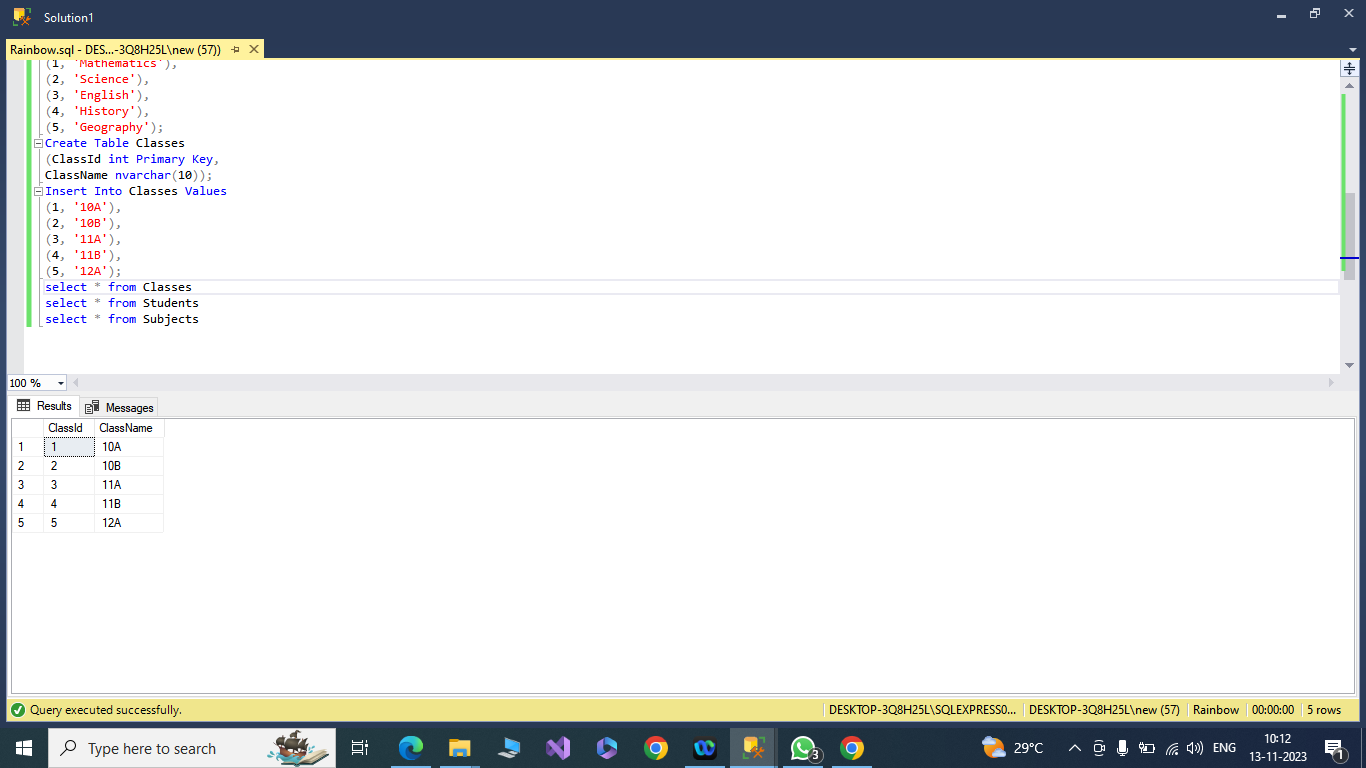 Solution1
Rainbow.sql - DES...-3Q8H25L\new (57))
(1, 'Mathematics'),
(2, 'Science'),
(3, 'English'),
(4, 'History'),
(5, 'Geography');
Create Table Classes
(ClassId int Primary Key,
ClassName nvarchar(10));
Insert Into Classes Values
(1, '10A'),
(2, '10B'),
(3, '11A'),
(4, '11B'),
(5, '12A');
select * from Classes
select * from Students
select * from Subjects
100 %
Results Messages
ClassId ClassName
1 1 10A
2 2 10B
3 3 11A
4 4 11B
5 5 12A
Query executed successfully. DESKTOP-3Q8H25L\SQLEXPRESS0... DESKTOP-3Q8H25L\new (57) Rainbow 00:00:00 5 rows
Type here to search 3 29°C ENG 10:12 1
13-11-2023